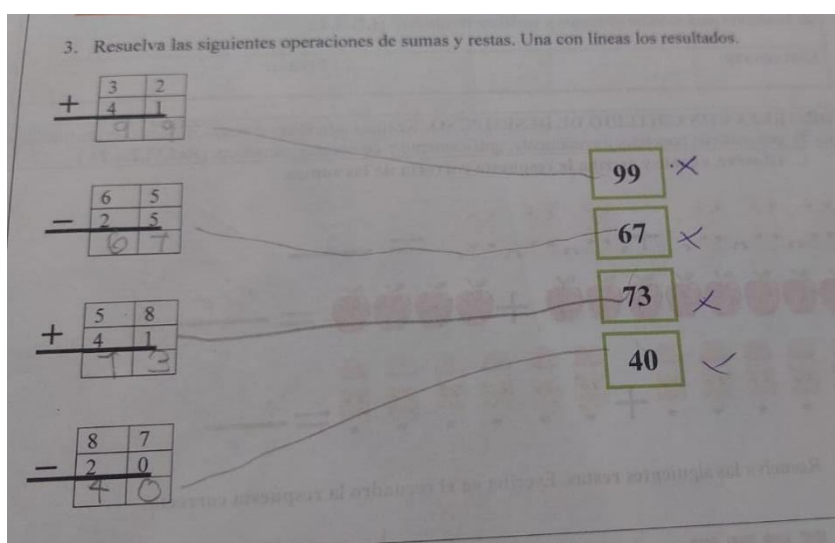 3. Resuelva las siguientes operaciones de sumas y restas. Una con líneas los resultados.
3 2
+ 4 1
9 9
99 x
6 5
- 2 5
6 7
67 x
5 8
+ 4 1
7 3
73 x
40
8 7
- 2 0
4 0